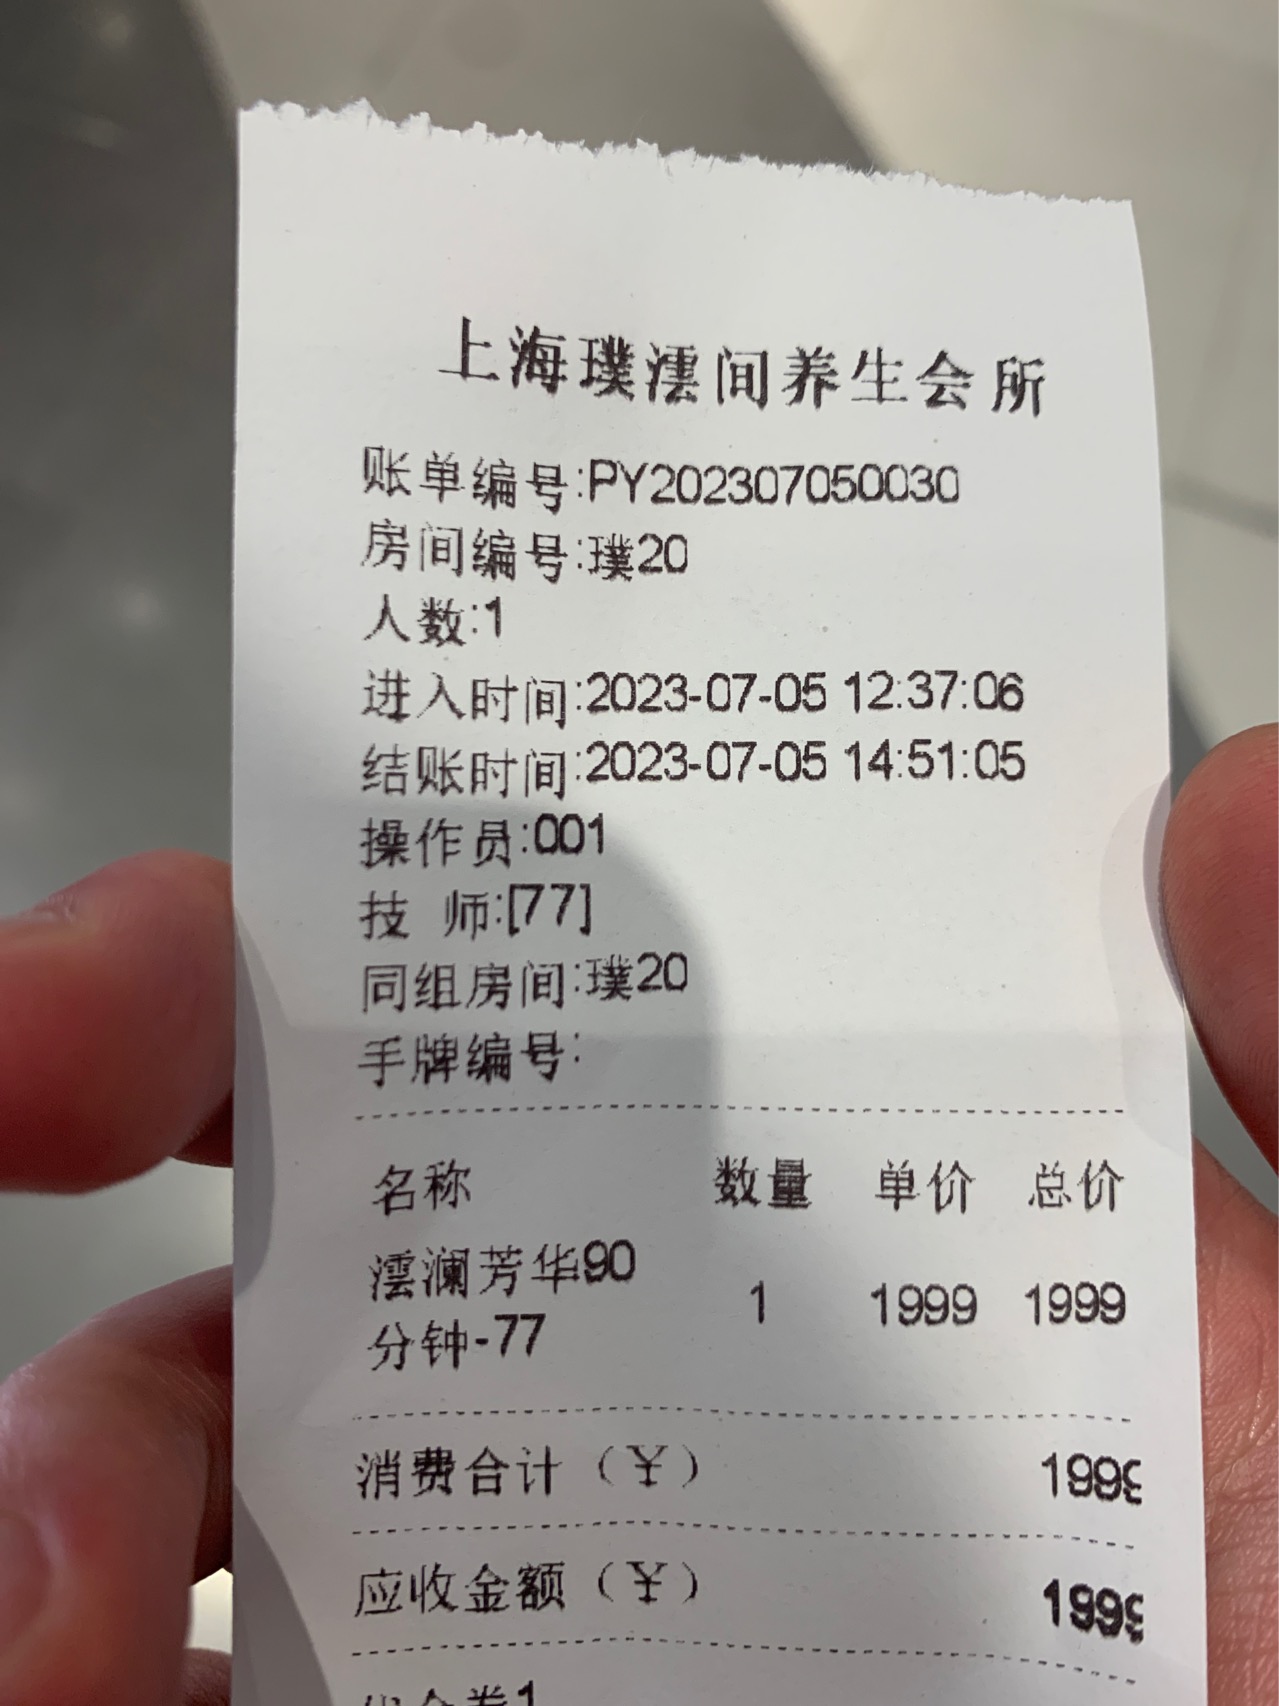 上海璞澐间养生会所
账单编号:PY202307050030
房间编号:璞20
人数:1
进入时间:2023-07-05 12:37:06
结账时间:2023-07-05 14:51:05
操作员:001
技 师:[77]
同组房间:璞20
手牌编号:
名称 数量 单价 总价
澐澜芳华90 1 1999 1999
分钟-77
消费合计（¥） 1999
应收金额（¥） 1999